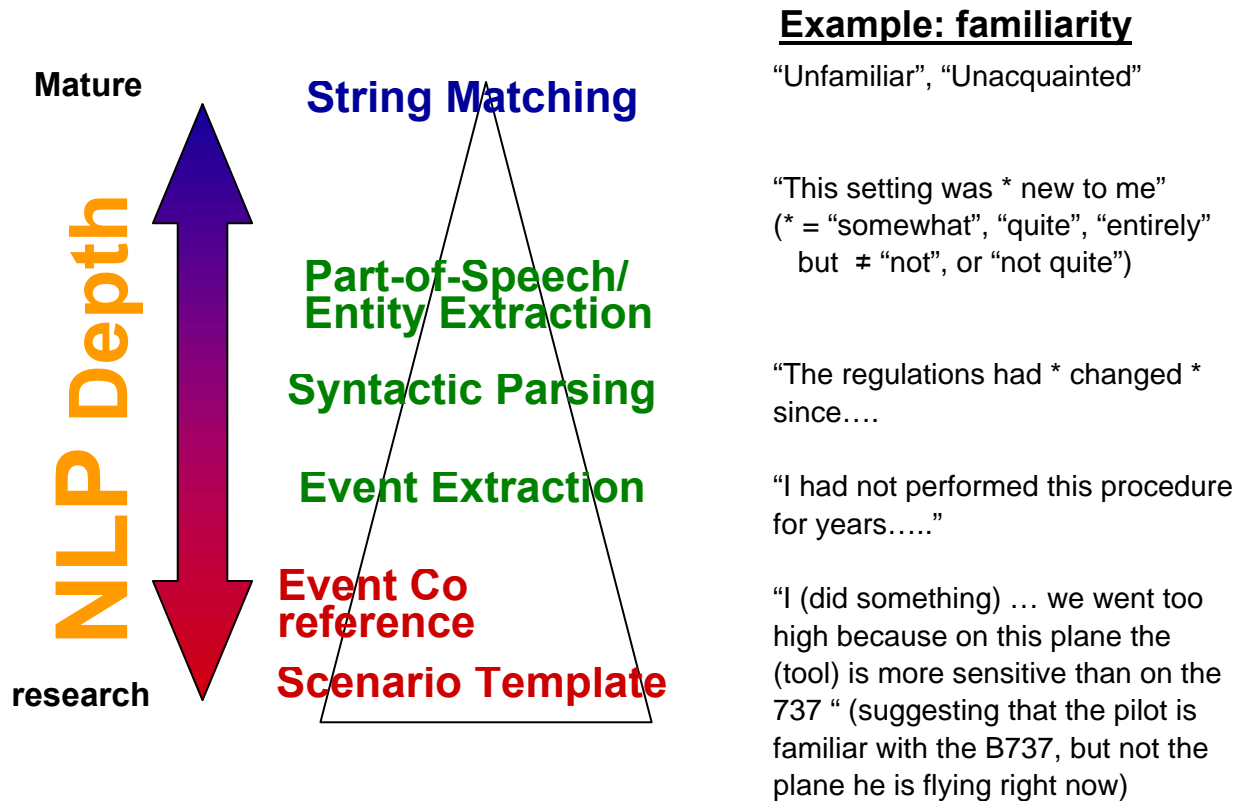 Example: familiarity
Mature
String Matching
“Unfamiliar”, “Unacquainted”
NLP Depth
“This setting was * new to me”
(* = “somewhat”, “quite”, “entirely”
but ≠ “not”, or “not quite”)
Part-of-Speech/
Entity Extraction
Syntactic Parsing
“The regulations had * changed *
since….
Event Extraction
“I had not performed this procedure
for years…..”
Event Co
reference
Scenario Template
research
“I (did something) … we went too
high because on this plane the
(tool) is more sensitive than on the
737 “ (suggesting that the pilot is
familiar with the B737, but not the
plane he is flying right now)